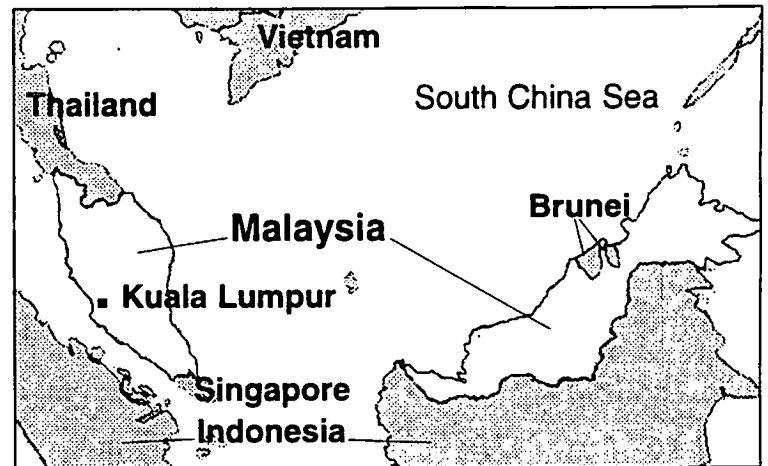 Vietnam
Thailand
South China Sea
Brunei
Malaysia
Kuala Lumpur
Singapore
Indonesia